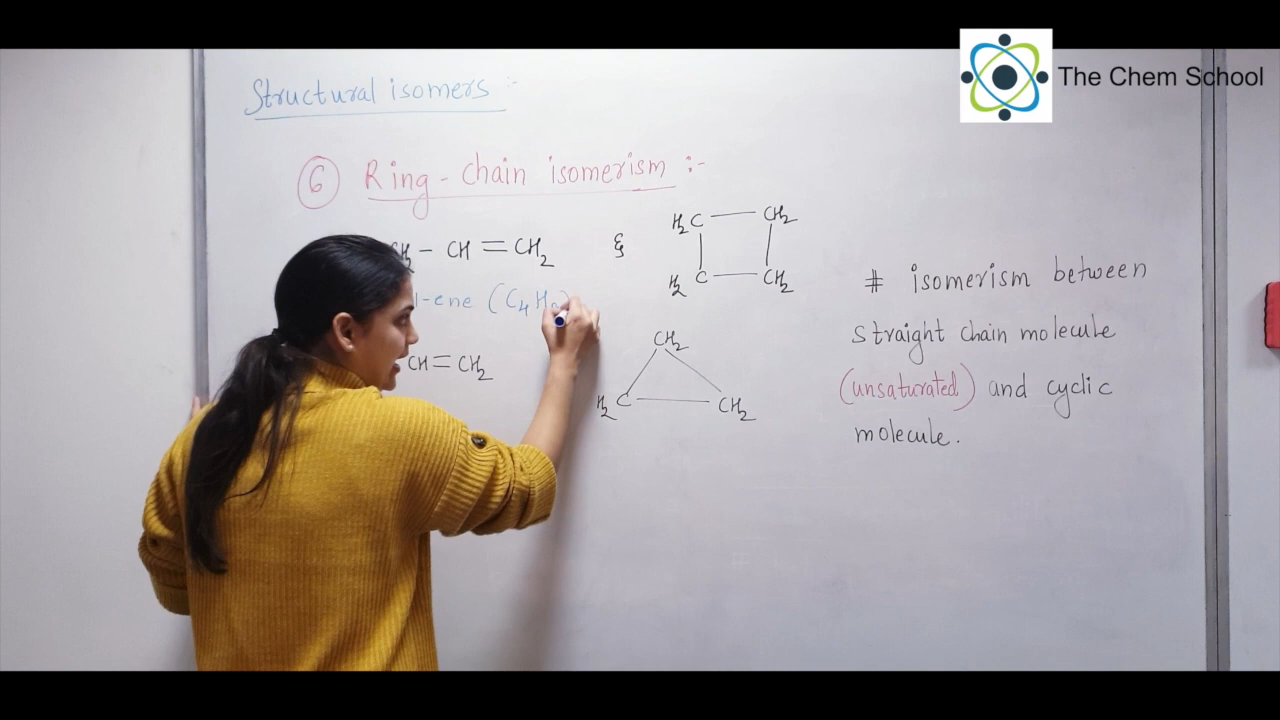 The Chem School
Structural isomers :-
6 Ring - chain isomerism :-
- CH = CH2 & H2C — CH2
H2C — CH2
1-ene (C4H
CH = CH2
CH2
H2C — CH2
# isomerism between
straight chain molecule
(unsaturated) and cyclic
molecule.